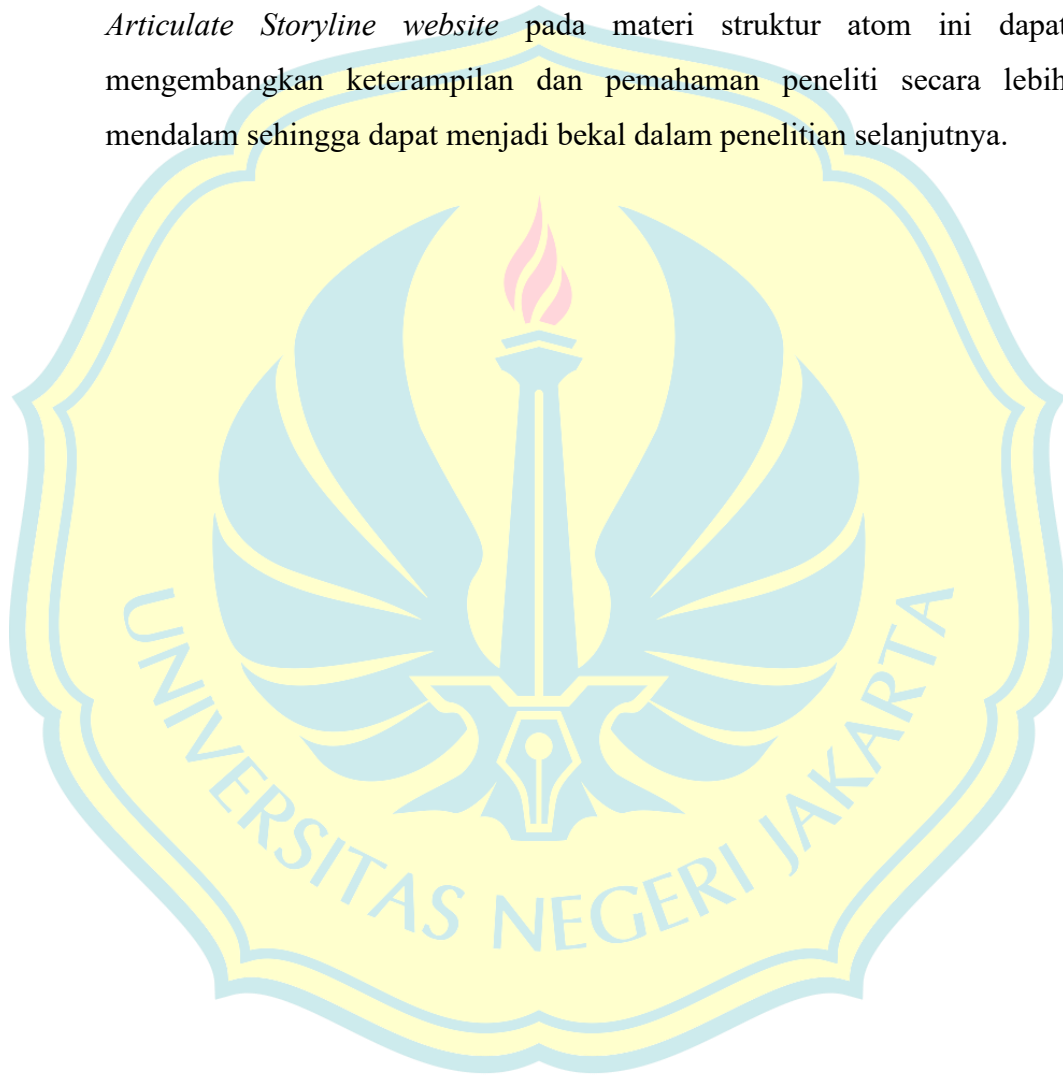 Articulate Storyline website pada materi struktur atom ini dapat
mengembangkan keterampilan dan pemahaman peneliti secara lebih
mendalam sehingga dapat menjadi bekal dalam penelitian selanjutnya.
UNIVERSITAS NEGERI JAKARTA